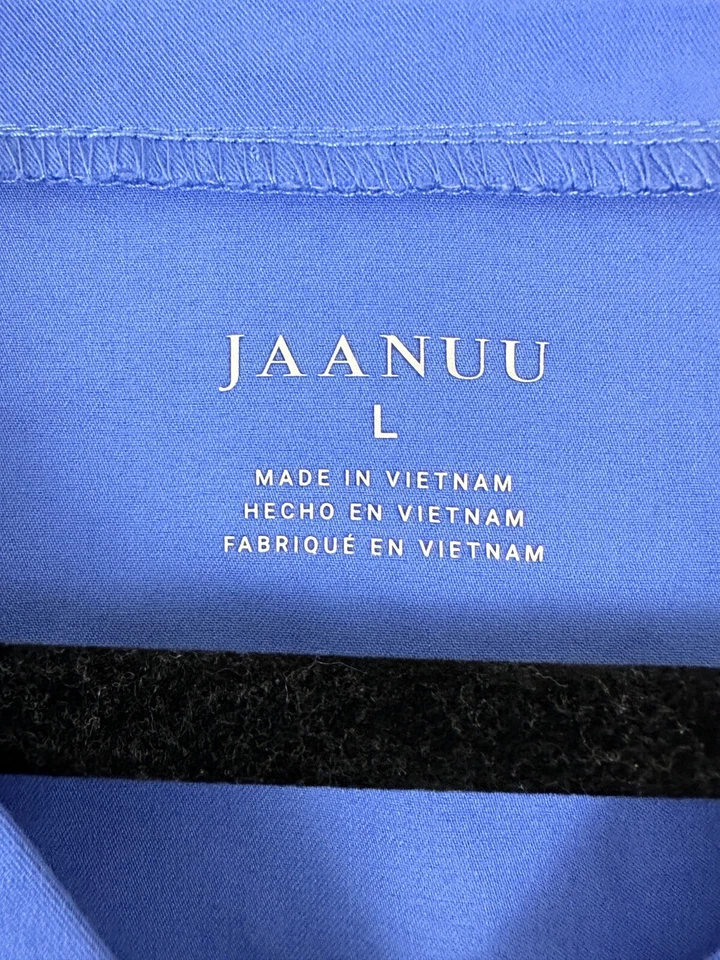 JAANUU
L
MADE IN VIETNAM
HECHO EN VIETNAM
FABRIQUÉ EN VIETNAM